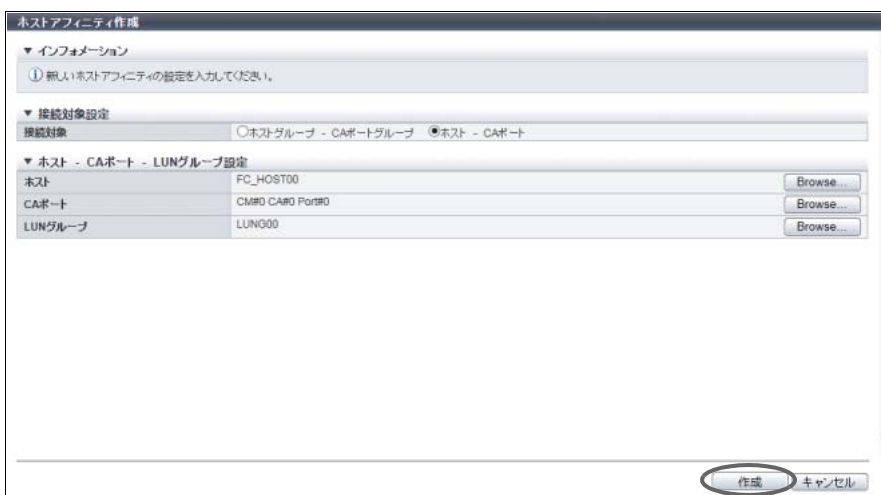 ホストアフィニティ作成
▼ インフォメーション
新しいホストアフィニティの設定を入力してください。
▼ 接続対象設定
接続対象 ホストグループ - CAポートグループ ホスト - CAポート
▼ ホスト - CAポート - LUNグループ設定
ホスト FC_HOST00 Browse...
CAポート CM#0 CA#0 Port#0 Browse...
LUNグループ LUNG00 Browse...
作成 キャンセル